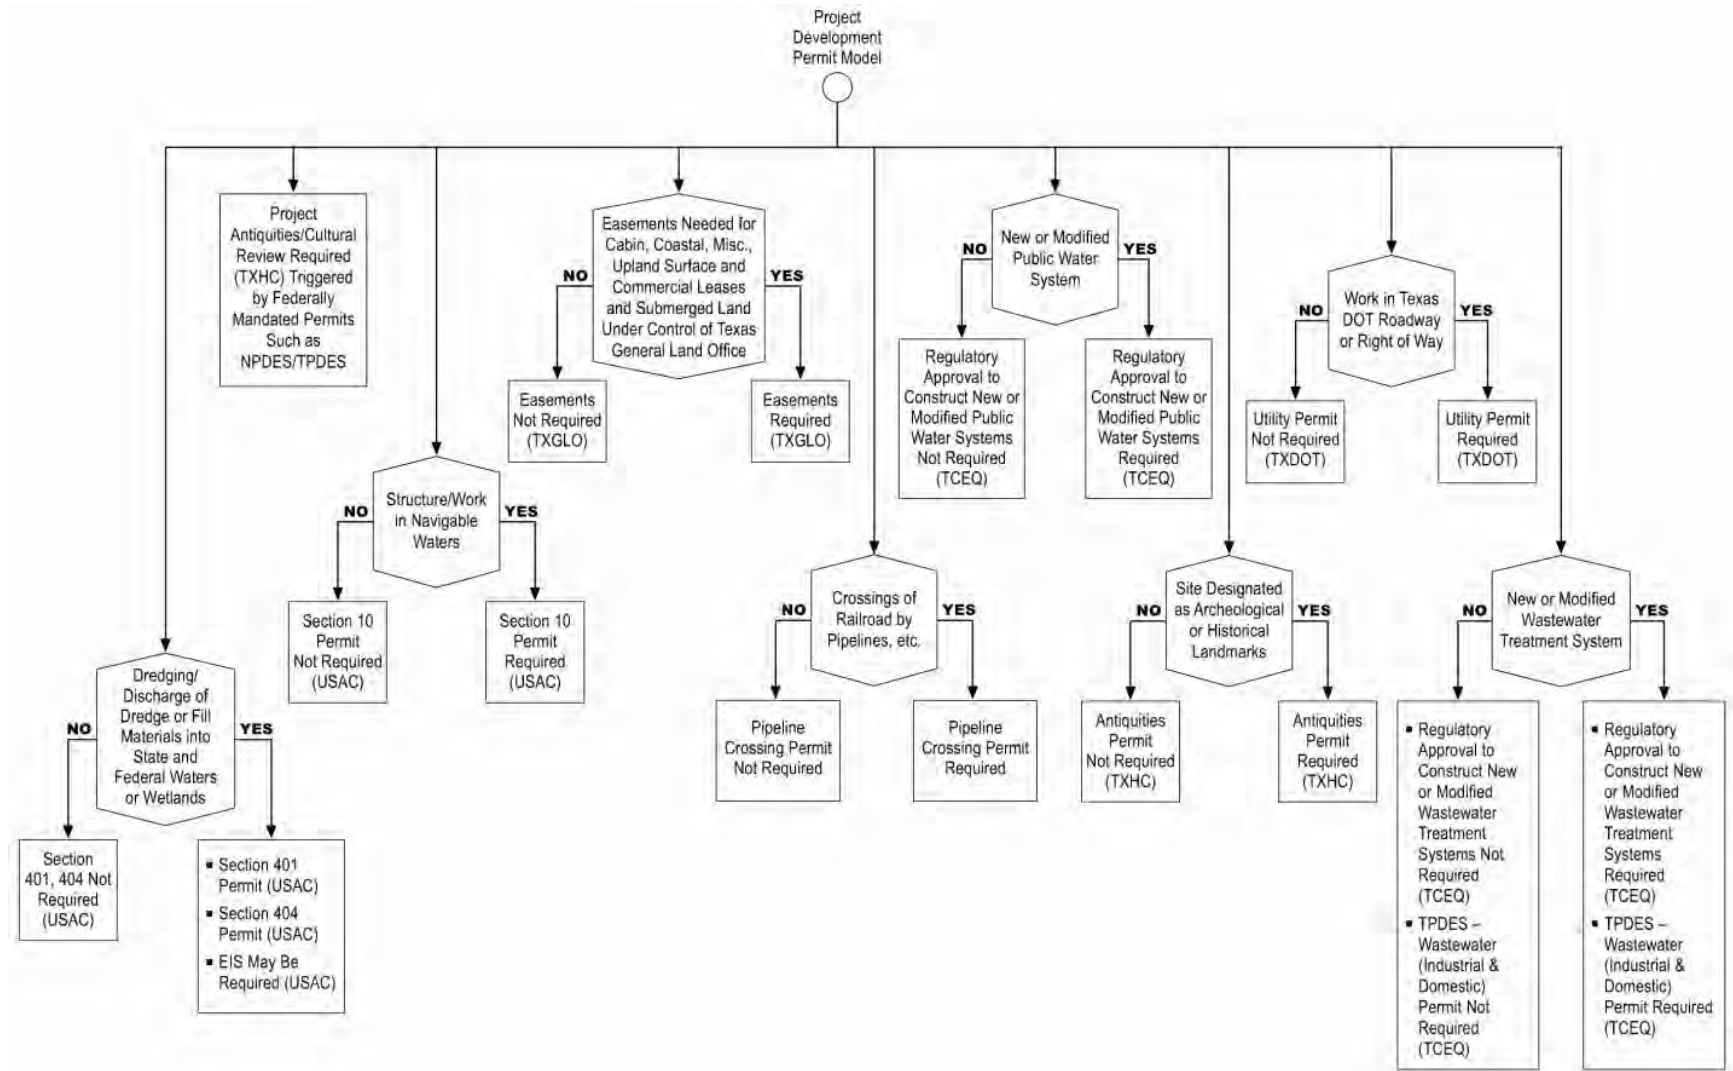 Project
Development
Permit Model
Project
Antiquities/Cultural
Review Required
(TXHC) Triggered
by Federally
Mandated Permits
Such as
NPDES/TPDES
Easements Needed for
Cabin, Coastal, Misc.,
Upland Surface and
Commercial Leases
and Submerged Land
Under Control of Texas
General Land Office
NO
YES
Easements
Not Required
(TXGLO)
Easements
Required
(TXGLO)
New or Modified
Public Water
System
NO
YES
Regulatory
Approval to
Construct New or
Modified Public
Water Systems
Not Required
(TCEQ)
Regulatory
Approval to
Construct New or
Modified Public
Water Systems
Required
(TCEQ)
Work in Texas
DOT Roadway
or Right of Way
NO
YES
Utility Permit
Not Required
(TXDOT)
Utility Permit
Required
(TXDOT)
Structure/Work
in Navigable
Waters
NO
YES
Section 10
Permit
Not Required
(USAC)
Section 10
Permit
Required
(USAC)
Crossings of
Railroad by
Pipelines, etc.
NO
YES
Pipeline
Crossing Permit
Not Required
Pipeline
Crossing Permit
Required
Site Designated
as Archeological
or Historical
Landmarks
NO
YES
Antiquities
Permit
Not Required
(TXHC)
Antiquities
Permit
Required
(TXHC)
New or Modified
Wastewater
Treatment System
NO
YES
▪ Regulatory
Approval to
Construct New
or Modified
Wastewater
Treatment
Systems Not
Required
(TCEQ)
▪ TPDES –
Wastewater
(Industrial &
Domestic)
Permit Not
Required
(TCEQ)
▪ Regulatory
Approval to
Construct New
or Modified
Wastewater
Treatment
Systems
Required
(TCEQ)
▪ TPDES –
Wastewater
(Industrial &
Domestic)
Permit Required
(TCEQ)
Dredging/
Discharge of
Dredge or Fill
Materials into
State and
Federal Waters
or Wetlands
NO
YES
Section
401, 404 Not
Required
(USAC)
▪ Section 401
Permit (USAC)
▪ Section 404
Permit (USAC)
▪ EIS May Be
Required (USAC)